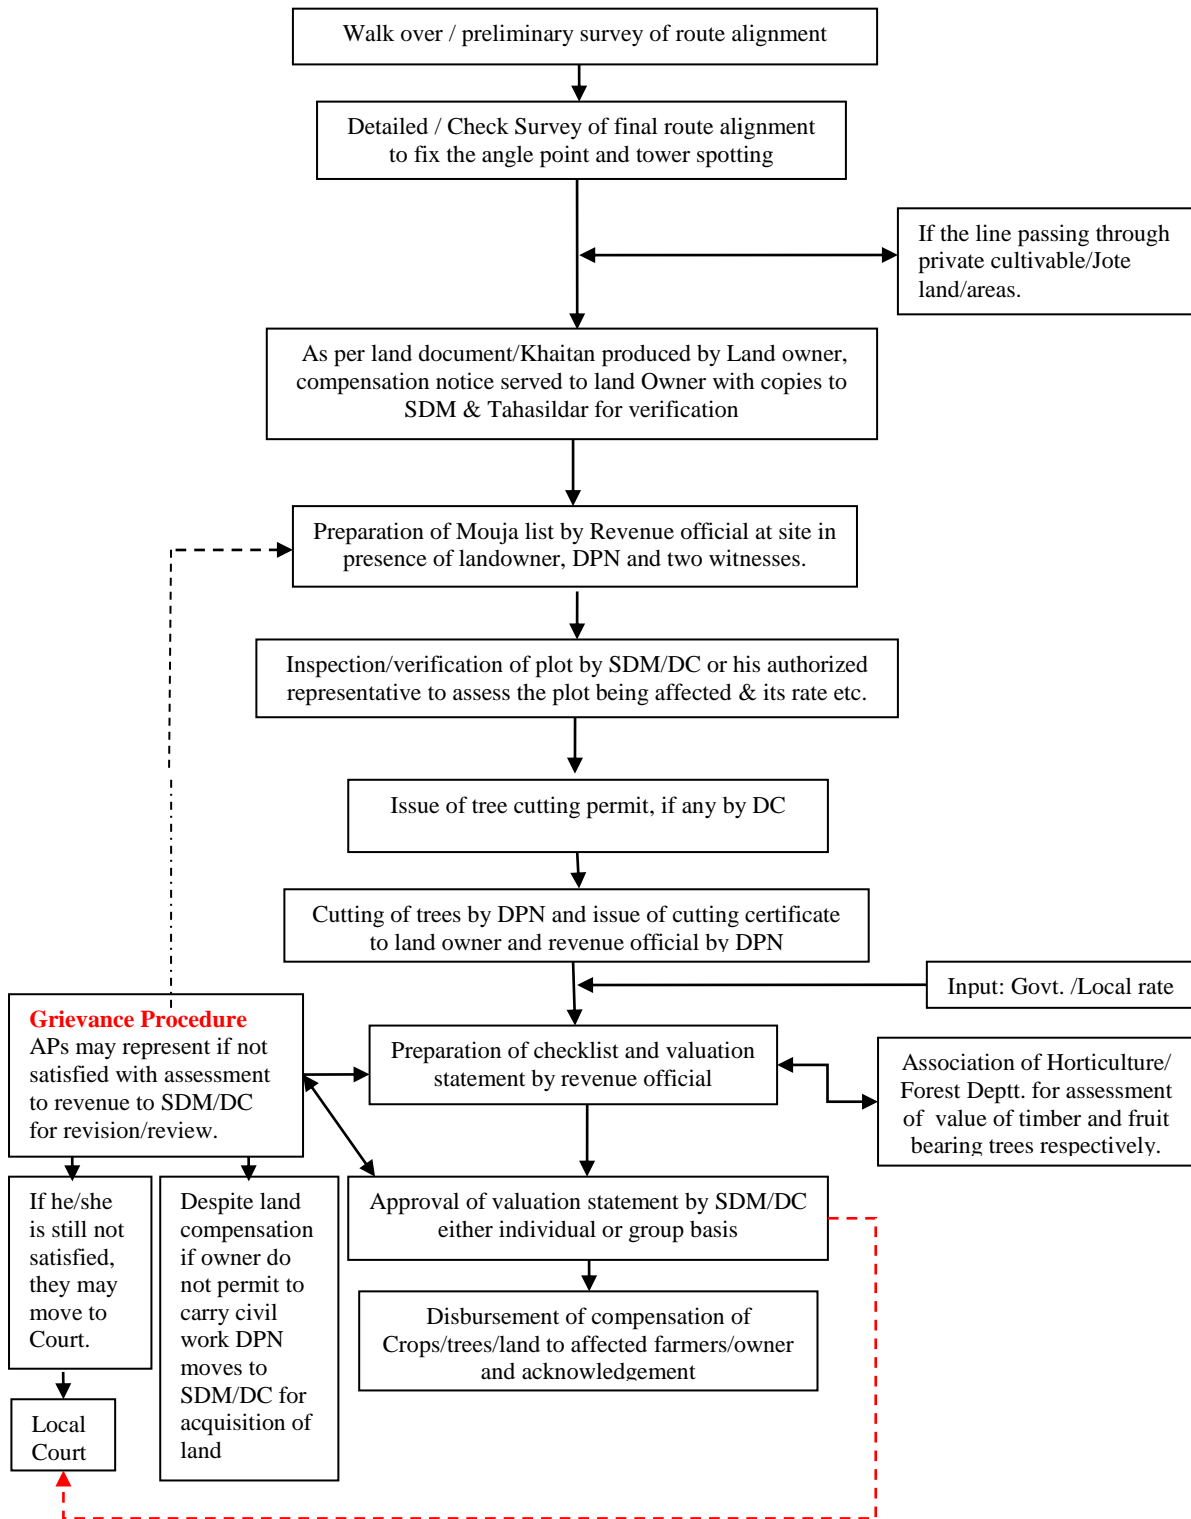 Walk over / preliminary survey of route alignment
Detailed / Check Survey of final route alignment
to fix the angle point and tower spotting
If the line passing through
private cultivable/Jote
land/areas.
As per land document/Khaitan produced by Land owner,
compensation notice served to land Owner with copies to
SDM & Tahasildar for verification
Preparation of Mouja list by Revenue official at site in
presence of landowner, DPN and two witnesses.
Inspection/verification of plot by SDM/DC or his authorized
representative to assess the plot being affected & its rate etc.
Issue of tree cutting permit, if any by DC
Cutting of trees by DPN and issue of cutting certificate
to land owner and revenue official by DPN
Input: Govt. /Local rate
Grievance Procedure
APs may represent if not
satisfied with assessment
to revenue to SDM/DC
for revision/review.
Preparation of checklist and valuation
statement by revenue official
Association of Horticulture/
Forest Deptt. for assessment
of value of timber and fruit
bearing trees respectively.
If he/she
is still not
satisfied,
they may
move to
Court.
Despite land
compensation
if owner do
not permit to
carry civil
work DPN
moves to
SDM/DC for
acquisition of
land
Approval of valuation statement by SDM/DC
either individual or group basis
Disbursement of compensation of
Crops/trees/land to affected farmers/owner
and acknowledgement
Local
Court